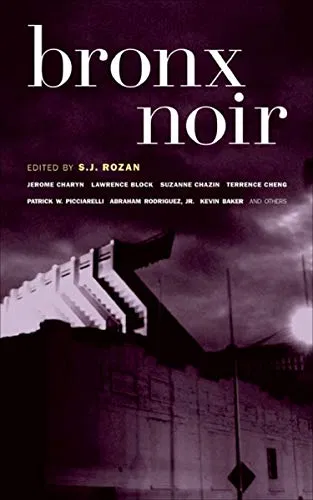 bronx
noir
EDITED BY S.J. ROZAN
JEROME CHARYN LAWRENCE BLOCK SUZANNE CHAZIN TERRENCE CHENG
PATRICK W. PICCIARELLI ABRAHAM RODRIGUEZ, JR. KEVIN BAKER AND OTHERS